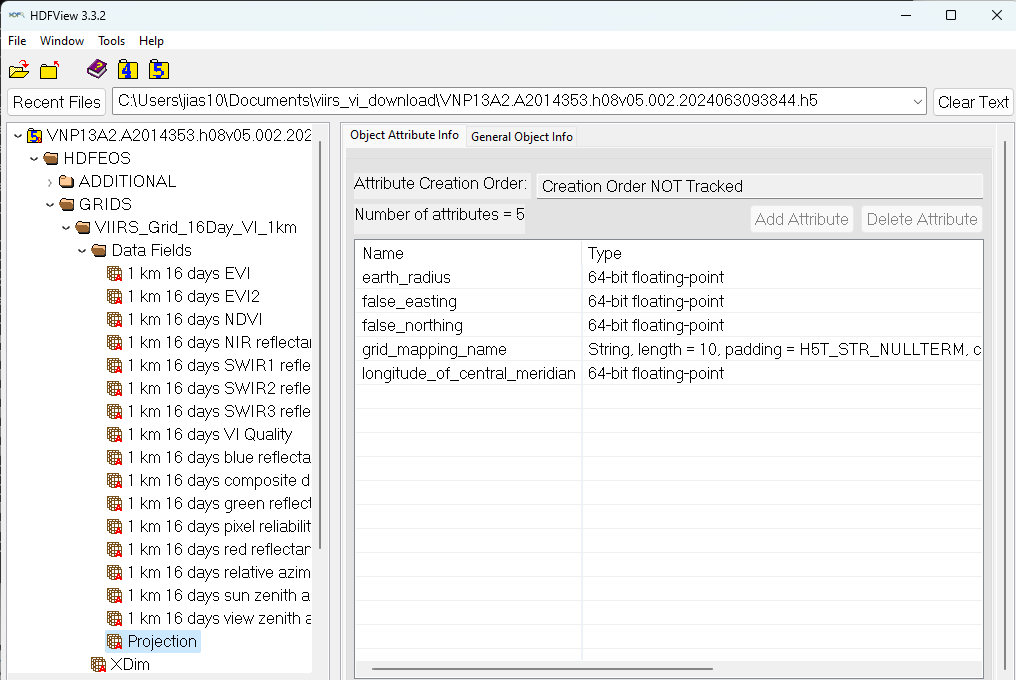 HDFView 3.3.2
File Window Tools Help
Recent Files C:\Users\jias10\Documents\viirs_vi_download\VNP13A2.A2014353.h08v05.002.2024063093844.h5 Clear Text
VNP13A2.A2014353.h08v05.002.202
HDFEOS
ADDITIONAL
GRIDS
VIIRS_Grid_16Day_VI_1km
Data Fields
1 km 16 days EVI
1 km 16 days EVI2
1 km 16 days NDVI
1 km 16 days NIR reflectar
1 km 16 days SWIR1 refle
1 km 16 days SWIR2 refle
1 km 16 days SWIR3 refle
1 km 16 days VI Quality
1 km 16 days blue reflecta
1 km 16 days composite d
1 km 16 days green reflect
1 km 16 days pixel reliabilit
1 km 16 days red reflectar
1 km 16 days relative azim
1 km 16 days sun zenith a
1 km 16 days view zenith a
Projection
XDim
Object Attribute Info General Object Info
Attribute Creation Order: Creation Order NOT Tracked
Number of attributes = 5 Add Attribute Delete Attribute
Name Type
earth_radius 64-bit floating-point
false_easting 64-bit floating-point
false_northing 64-bit floating-point
grid_mapping_name String, length = 10, padding = H5T_STR_NULLTERM, c
longitude_of_central_meridian 64-bit floating-point